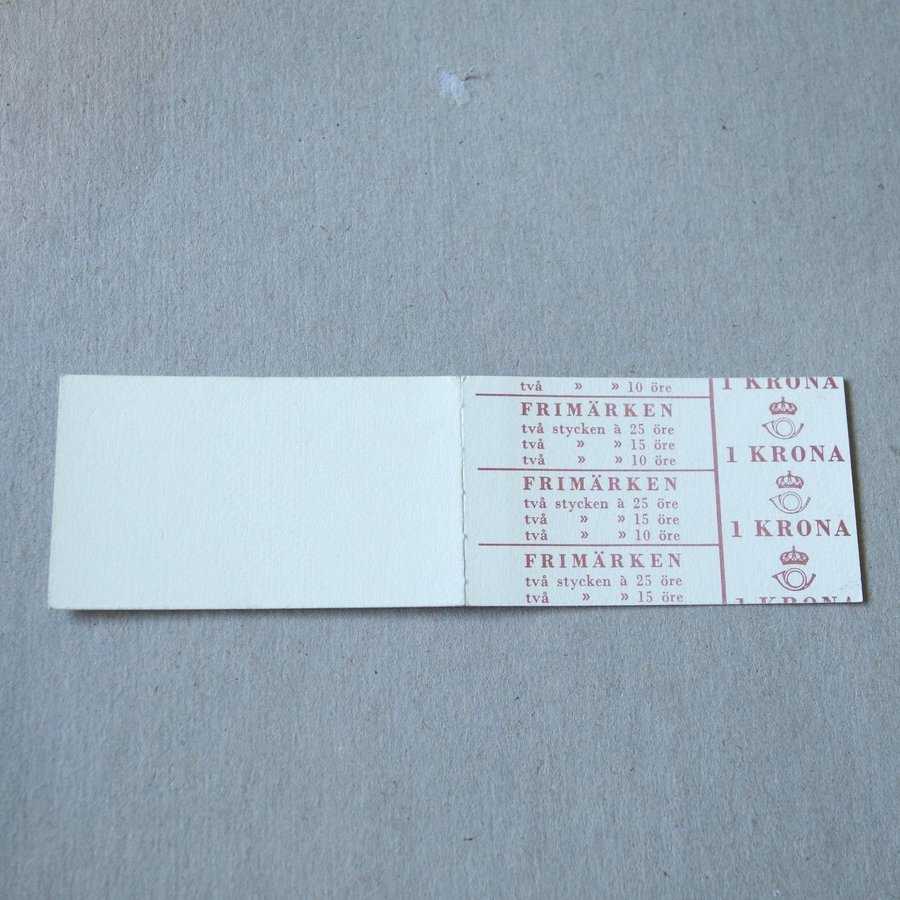 två » » 10 öre
FRIMÄRKEN
två stycken à 25 öre
två » » 15 öre
två » » 10 öre
FRIMÄRKEN
två stycken à 25 öre
två » » 15 öre
två » » 10 öre
FRIMÄRKEN
två stycken à 25 öre
två » » 15 öre
1 KRONA
1 KRONA
1 KRONA
1 KRONA